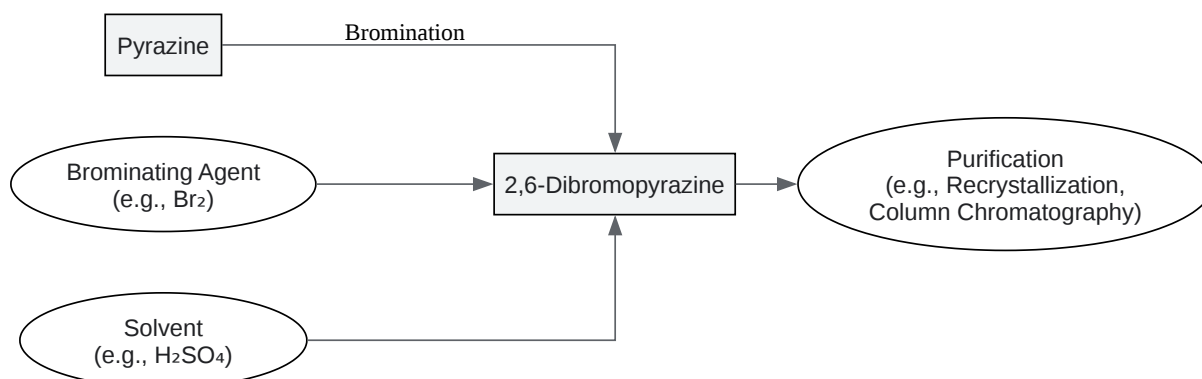 Pyrazine
Bromination
Brominating Agent
(e.g., Br₂)
2,6-Dibromopyrazine
Purification
(e.g., Recrystallization,
Column Chromatography)
Solvent
(e.g., H₂SO₄)